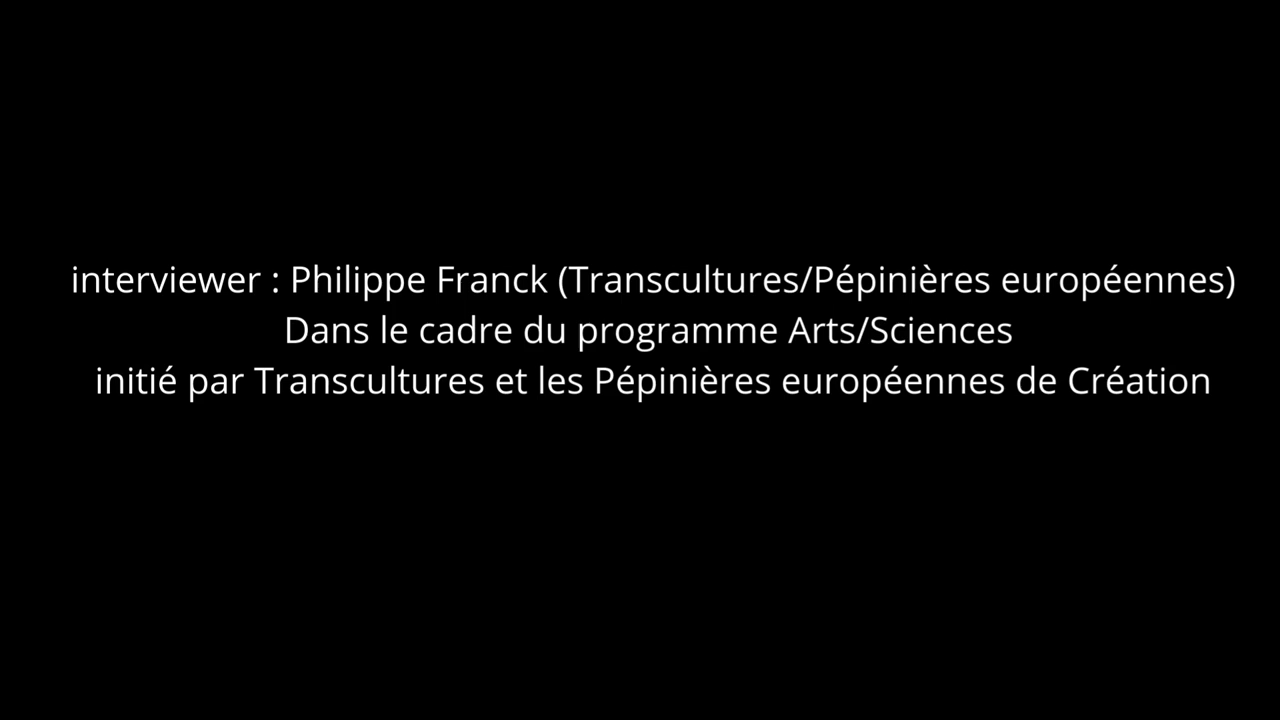 interviewer : Philippe Franck (Transcultures/Pépinières européennes)
Dans le cadre du programme Arts/Sciences
initié par Transcultures et les Pépinières européennes de Création